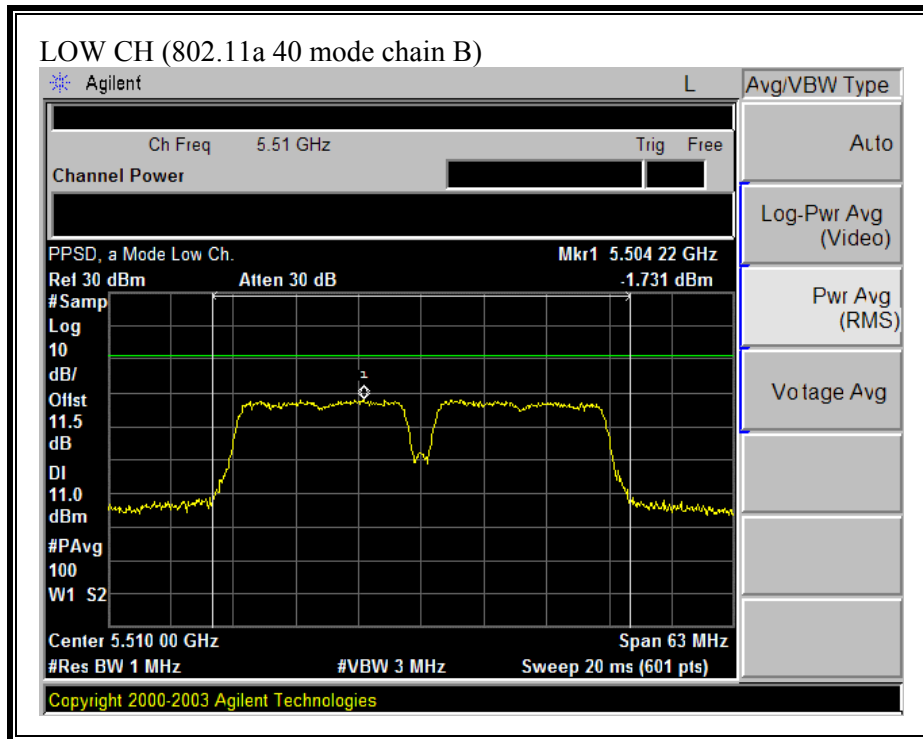 LOW CH (802.11a 40 mode chain B)
Agilent L
Avg/VBW Type
Ch Freq 5.51 GHz Trig Free
Channel Power
PPSD, a Mode Low Ch. Mkr1 5.504 22 GHz
Ref 30 dBm Atten 30 dB -1.731 dBm
#Samp
Log
10
dB/
Offst
11.5
dB
DI
11.0
dBm
#PAvg
100
W1 S2
1
Center 5.510 00 GHz Span 63 MHz
#Res BW 1 MHz #VBW 3 MHz Sweep 20 ms (601 pts)
Copyright 2000-2003 Agilent Technologies
Auto
Log-Pwr Avg
(Video)
Pwr Avg
(RMS)
Voltage Avg